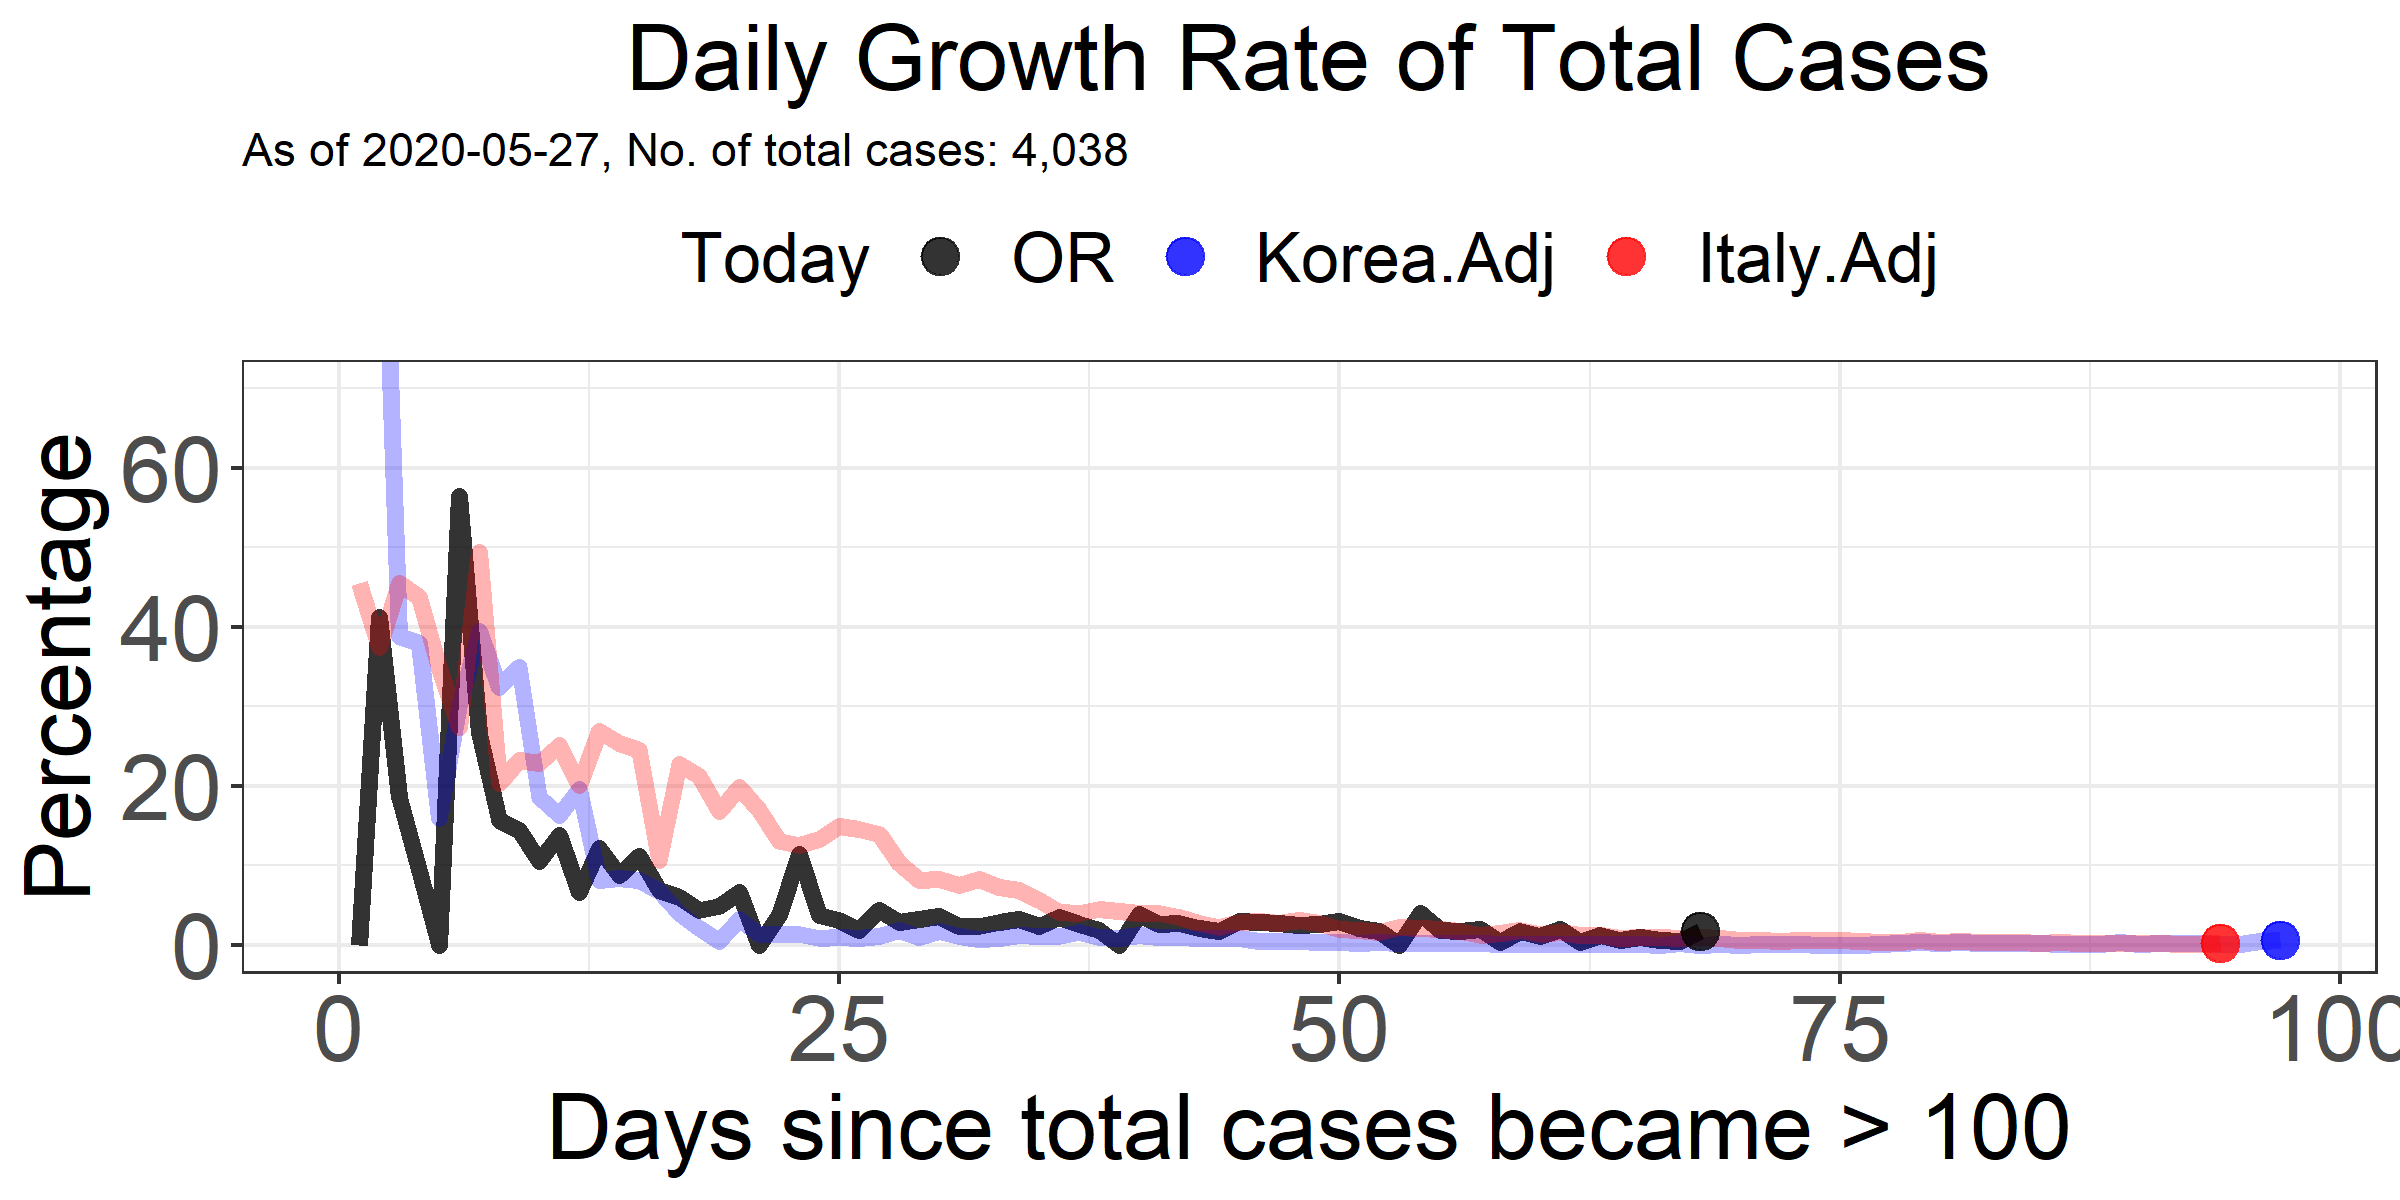 Daily Growth Rate of Total Cases
As of 2020-05-27, No. of total cases: 4,038
Today OR Korea.Adj Italy.Adj
Percentage
60
40
20
0
0 25 50 75 100
Days since total cases became > 100